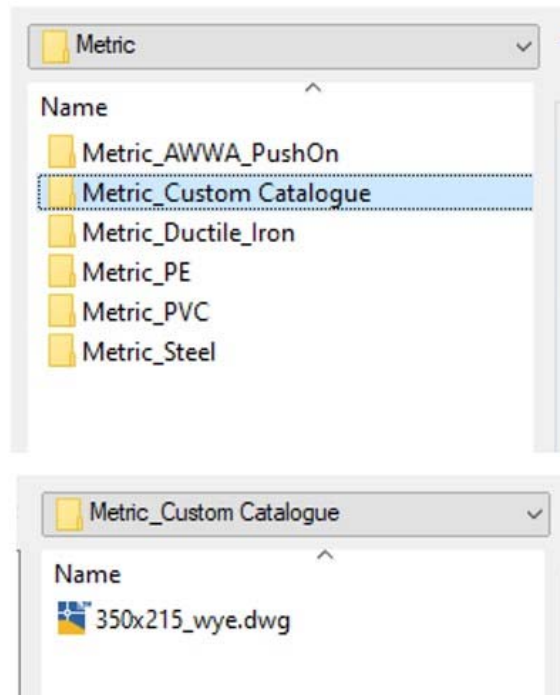 Metric
Name
Metric_AWWA_PushOn
Metric_Custom Catalogue
Metric_Ductile_Iron
Metric_PE
Metric_PVC
Metric_Steel
Metric_Custom Catalogue
Name
350x215_wye.dwg